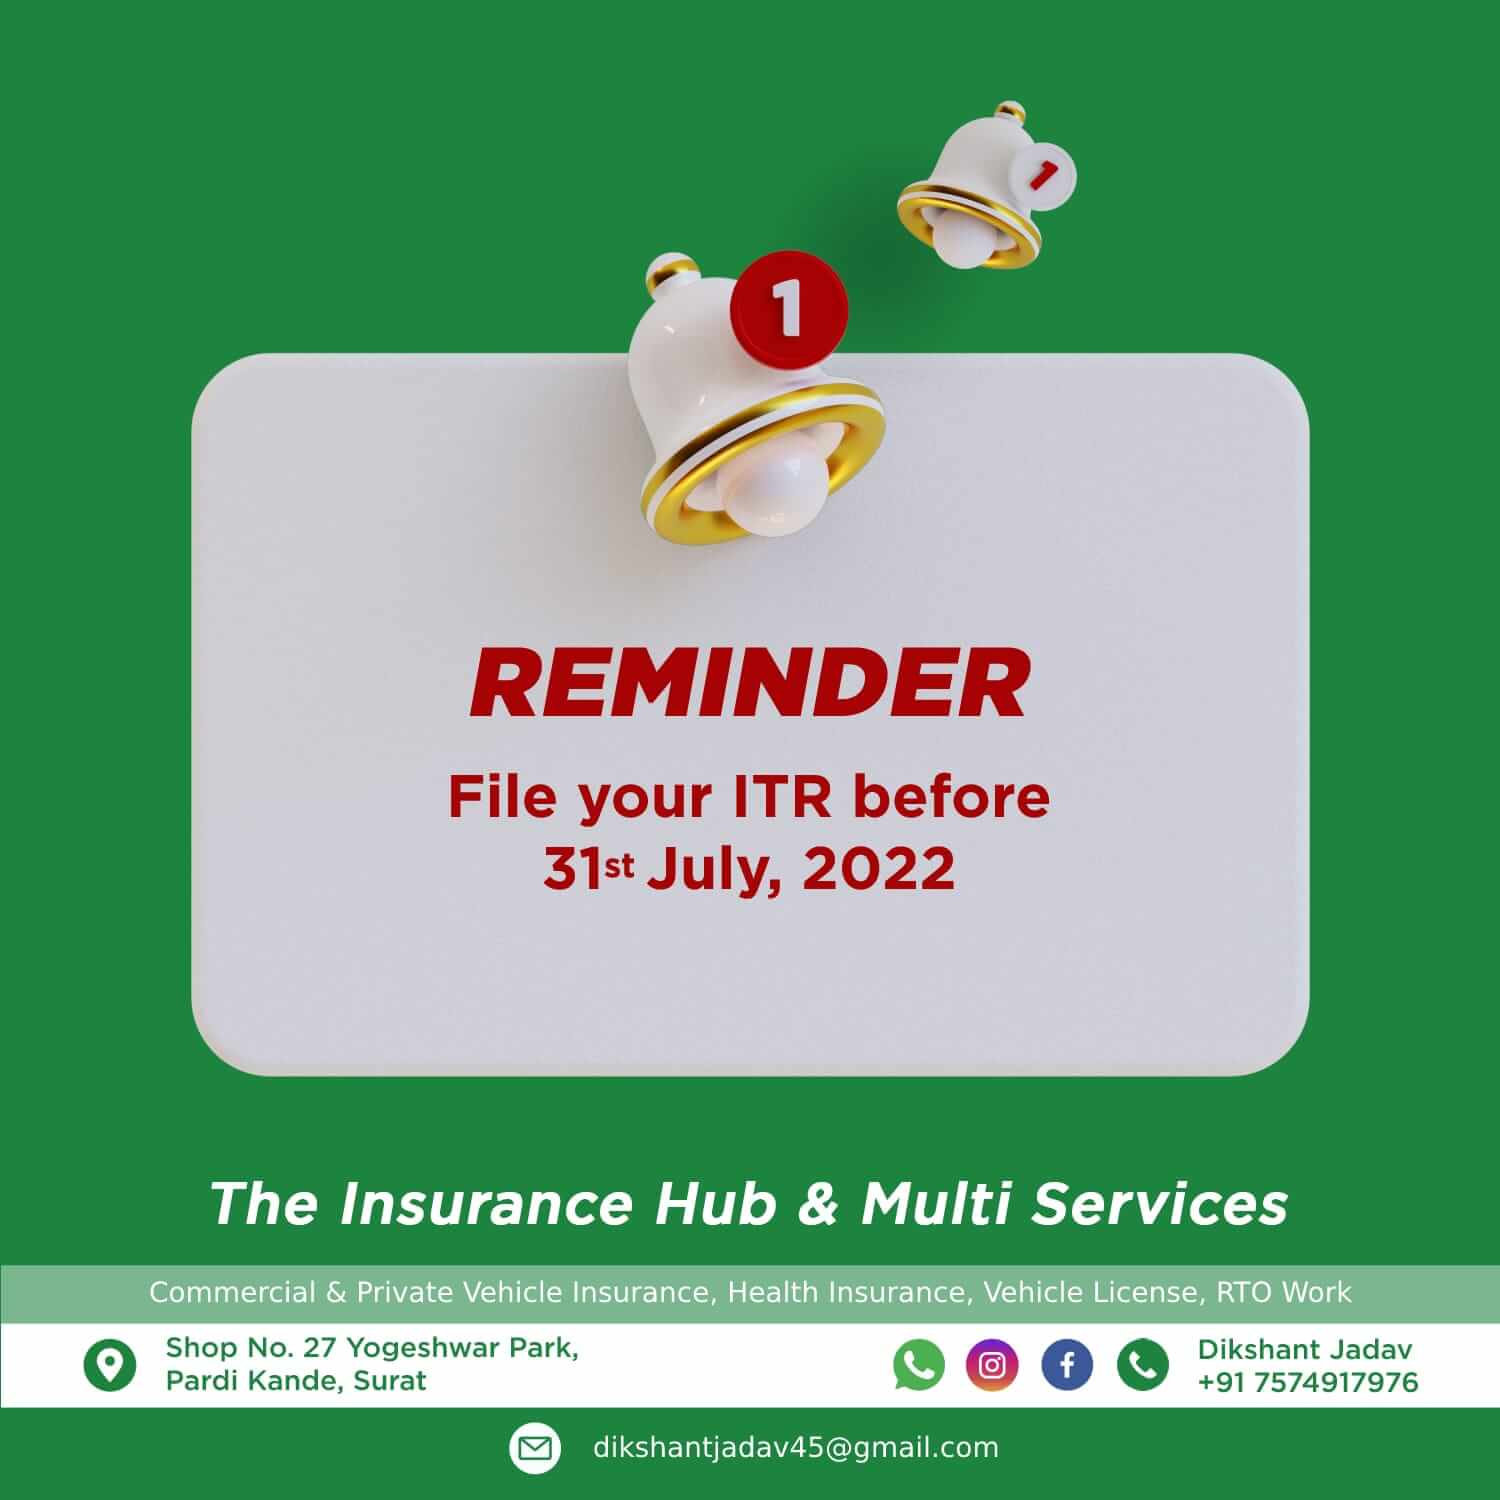 1
1
REMINDER
File your ITR before
31st July, 2022
The Insurance Hub & Multi Services
Commercial & Private Vehicle Insurance, Health Insurance, Vehicle License, RTO Work
Shop No. 27 Yogeshwar Park,
Pardi Kande, Surat
Dikshant Jadav
+91 7574917976
dikshantjadav45@gmail.com